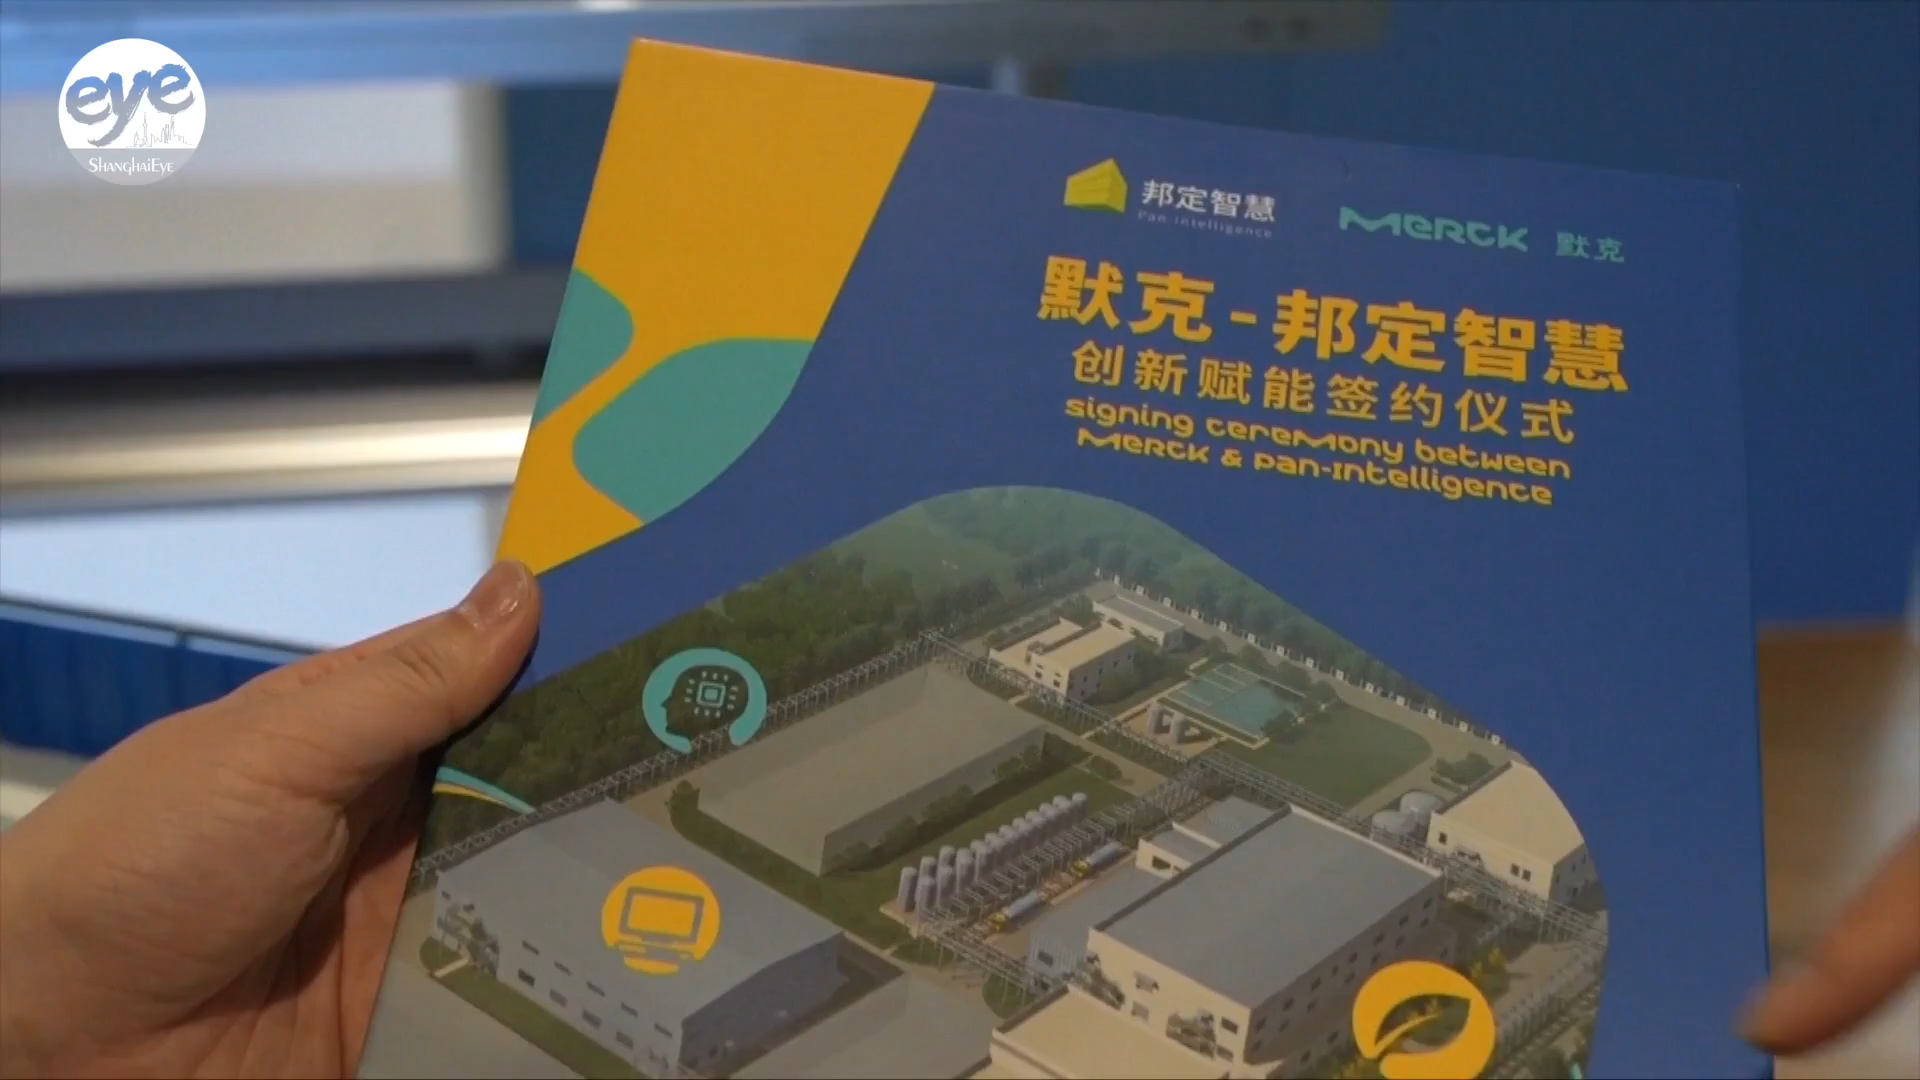 eye
SHANGHAIEYE
邦定智慧
Pan Intelligence
MERCK 默克
默克-邦定智慧
创新赋能签约仪式
signing ceremony between
MERCK & Pan-Intelligence